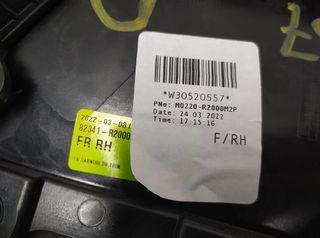 *W30520557*
PNo: M0220-R2000M2P
Date: 24.03.2022
Time: 17.15.16
F/RH
2022-03-08/
82341-R2000
FR RH